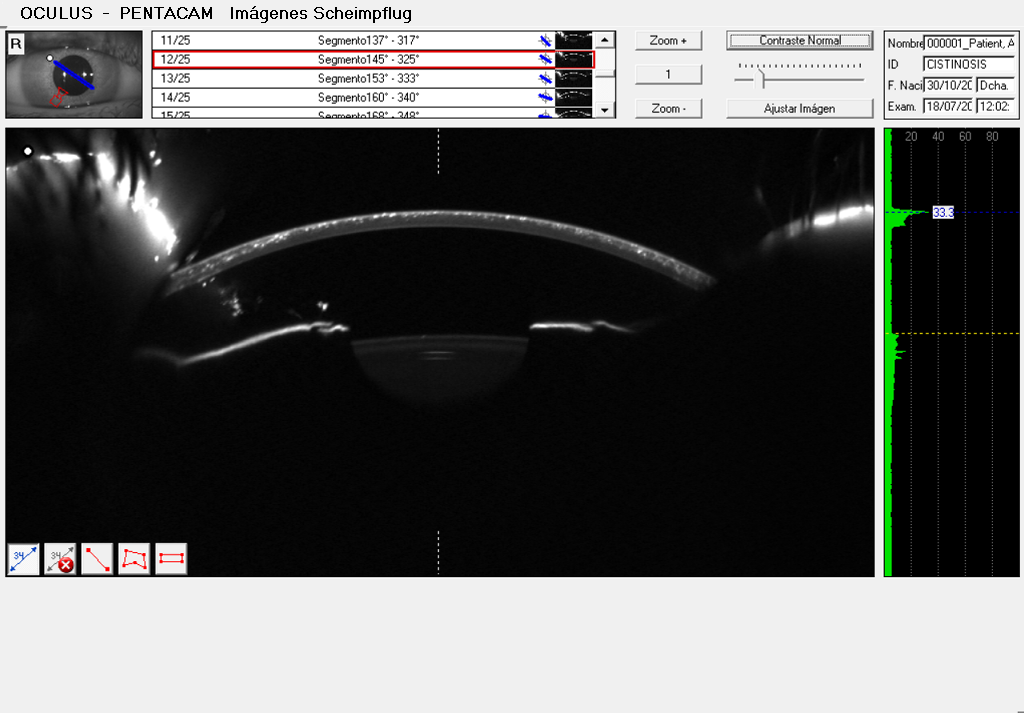 OCULUS - PENTACAM Imágenes Scheimpflug
R
11/25 Segmento137° - 317°
12/25 Segmento145° - 325°
13/25 Segmento153° - 333°
14/25 Segmento160° - 340°
15/25 Segmento168° - 348°
Zoom +
1
Zoom -
Contraste Normal
Ajustar Imágen
Nombre 000001_Patient, A
ID CISTINOSIS
F. Naci 30/10/20 Dcha.
Exam. 18/07/20 12:02:
20 40 60 80
33.3
34 34